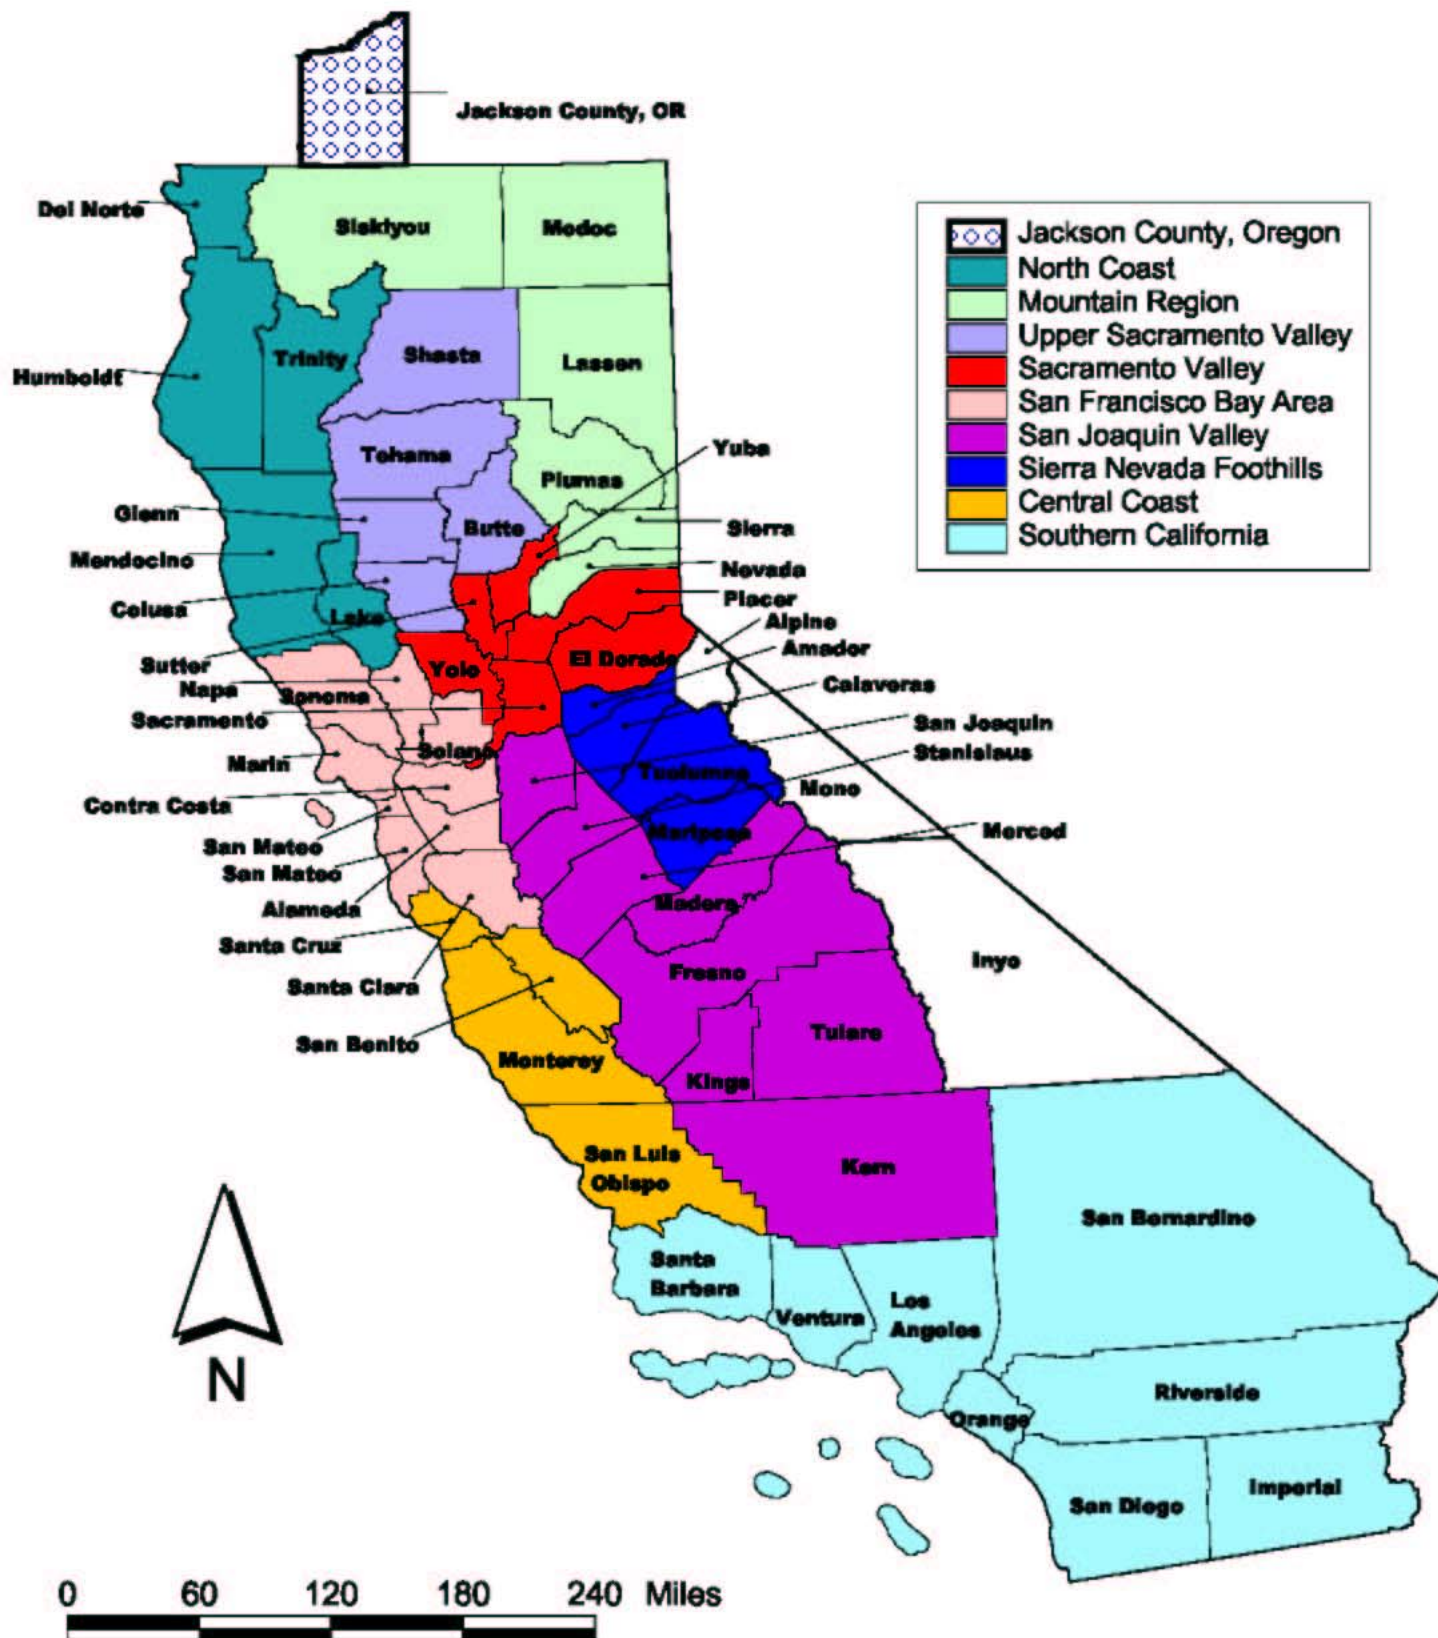 Jackson County, OR
Del Norte
Siskiyou
Modoc
Jackson County, Oregon
North Coast
Mountain Region
Upper Sacramento Valley
Sacramento Valley
San Francisco Bay Area
San Joaquin Valley
Sierra Nevada Foothills
Central Coast
Southern California
Humboldt
Trinity
Shasta
Lassen
Tehama
Plumas
Yuba
Glenn
Butte
Sierra
Mendocino
Nevada
Colusa
Lake
Placer
Alpine
Sutter
Yolo
El Dorado
Amador
Napa
Sonoma
Calaveras
Sacramento
San Joaquin
Marin
Solano
Stanislaus
Tuolumne
Contra Costa
Mono
San Mateo
Mariposa
Merced
San Mateo
Alameda
Madera
Santa Cruz
Santa Clara
Fresno
Inyo
San Benito
Monterey
Kings
Tulare
San Luis
Obispo
Kern
San Bernardino
Santa
Barbara
Ventura
Los
Angeles
N
Riverside
Orange
San Diego
Imperial
0 60 120 180 240 Miles